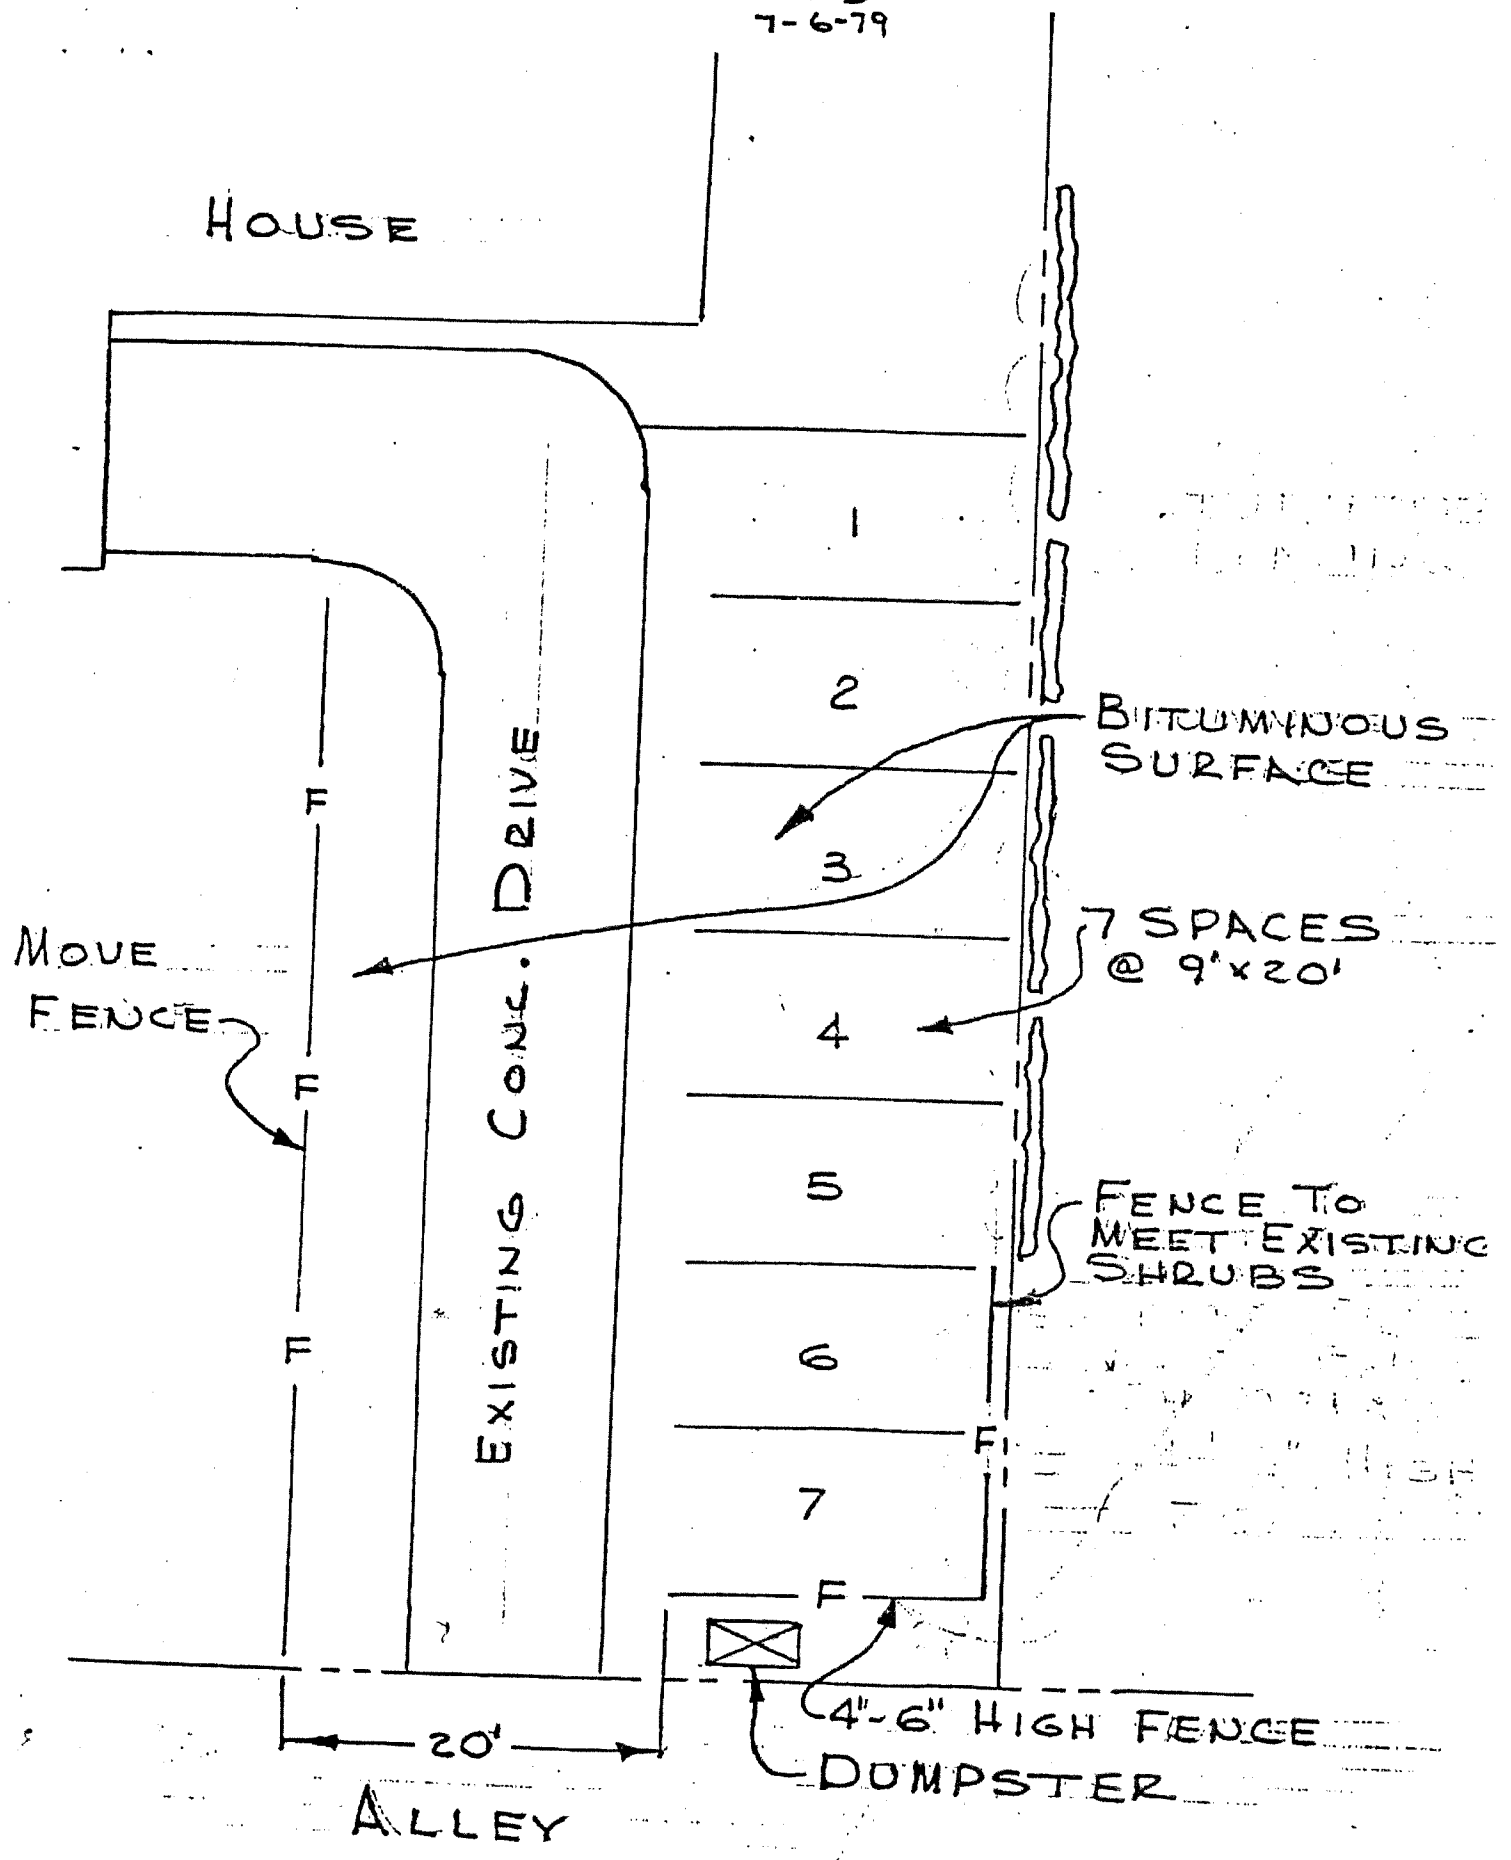 7-6-79
HOUSE
1
2
BITUMINOUS
SURFACE
3
7 SPACES
@ 9'x20'
MOVE
FENCE
F
F
F
EXISTING CONC. DRIVE
4
5
FENCE TO
MEET EXISTING
SHRUBS
6
F
7
F
4"-6" HIGH FENCE
20'
DUMPSTER
ALLEY